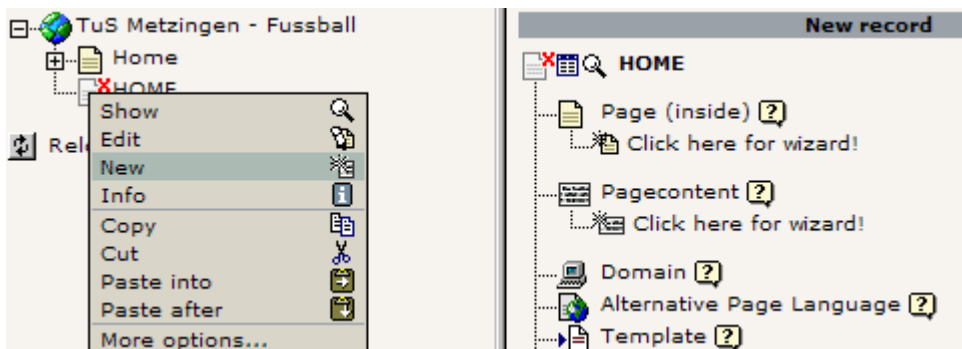 TuS Metzingen - Fussball
Home
HOME
Show
Edit
New
Info
Copy
Cut
Paste into
Paste after
More options...
New record
HOME
Page (inside) ?
Click here for wizard!
Pagecontent ?
Click here for wizard!
Domain ?
Alternative Page Language ?
Template ?